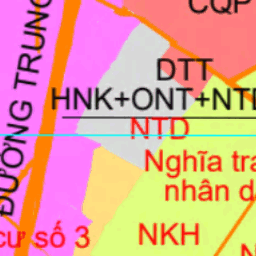 CQP
ĐƯỜNG TRUNG
DTT
HNK+ONT+NTD
NTD
Nghĩa tra
nhân d
cư số 3
NKH
N